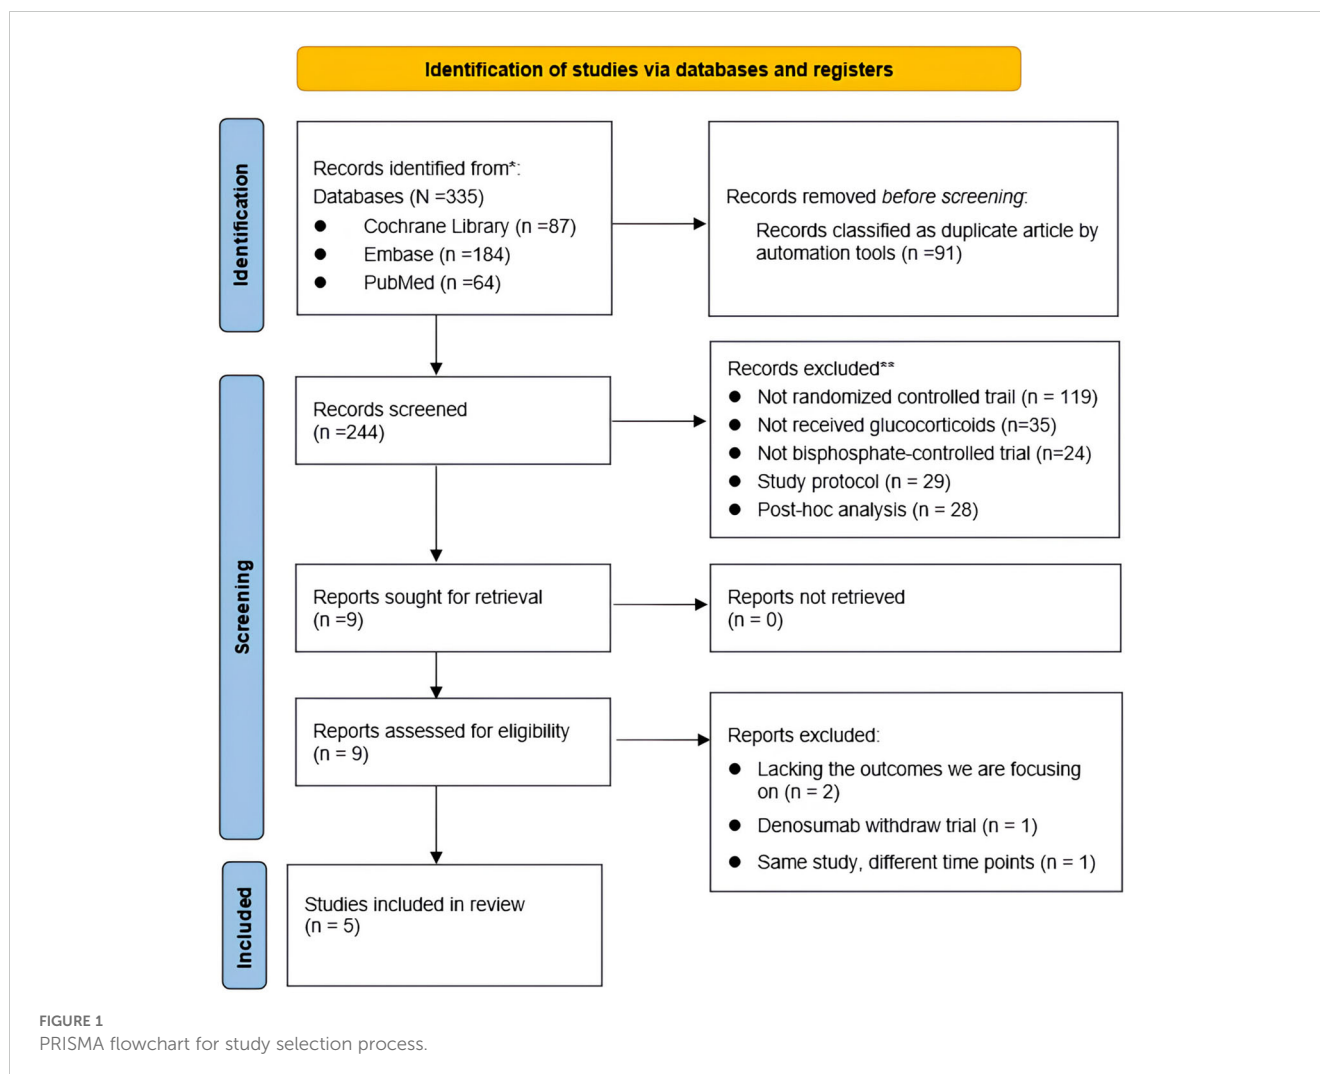 Identification of studies via databases and registers
Identification
Records identified from*:
Databases (N =335)
● Cochrane Library (n =87)
● Embase (n =184)
● PubMed (n =64)
Records removed before screening:
Records classified as duplicate article by
automation tools (n =91)
Screening
Records screened
(n =244)
Records excluded**
● Not randomized controlled trail (n = 119)
● Not received glucocorticoids (n=35)
● Not bisphosphate-controlled trial (n=24)
● Study protocol (n = 29)
● Post-hoc analysis (n = 28)
Reports sought for retrieval
(n =9)
Reports not retrieved
(n = 0)
Reports assessed for eligibility
(n = 9)
Reports excluded:
● Lacking the outcomes we are focusing
on (n = 2)
● Denosumab withdraw trial (n = 1)
● Same study, different time points (n = 1)
Included
Studies included in review
(n = 5)
FIGURE 1
PRISMA flowchart for study selection process.